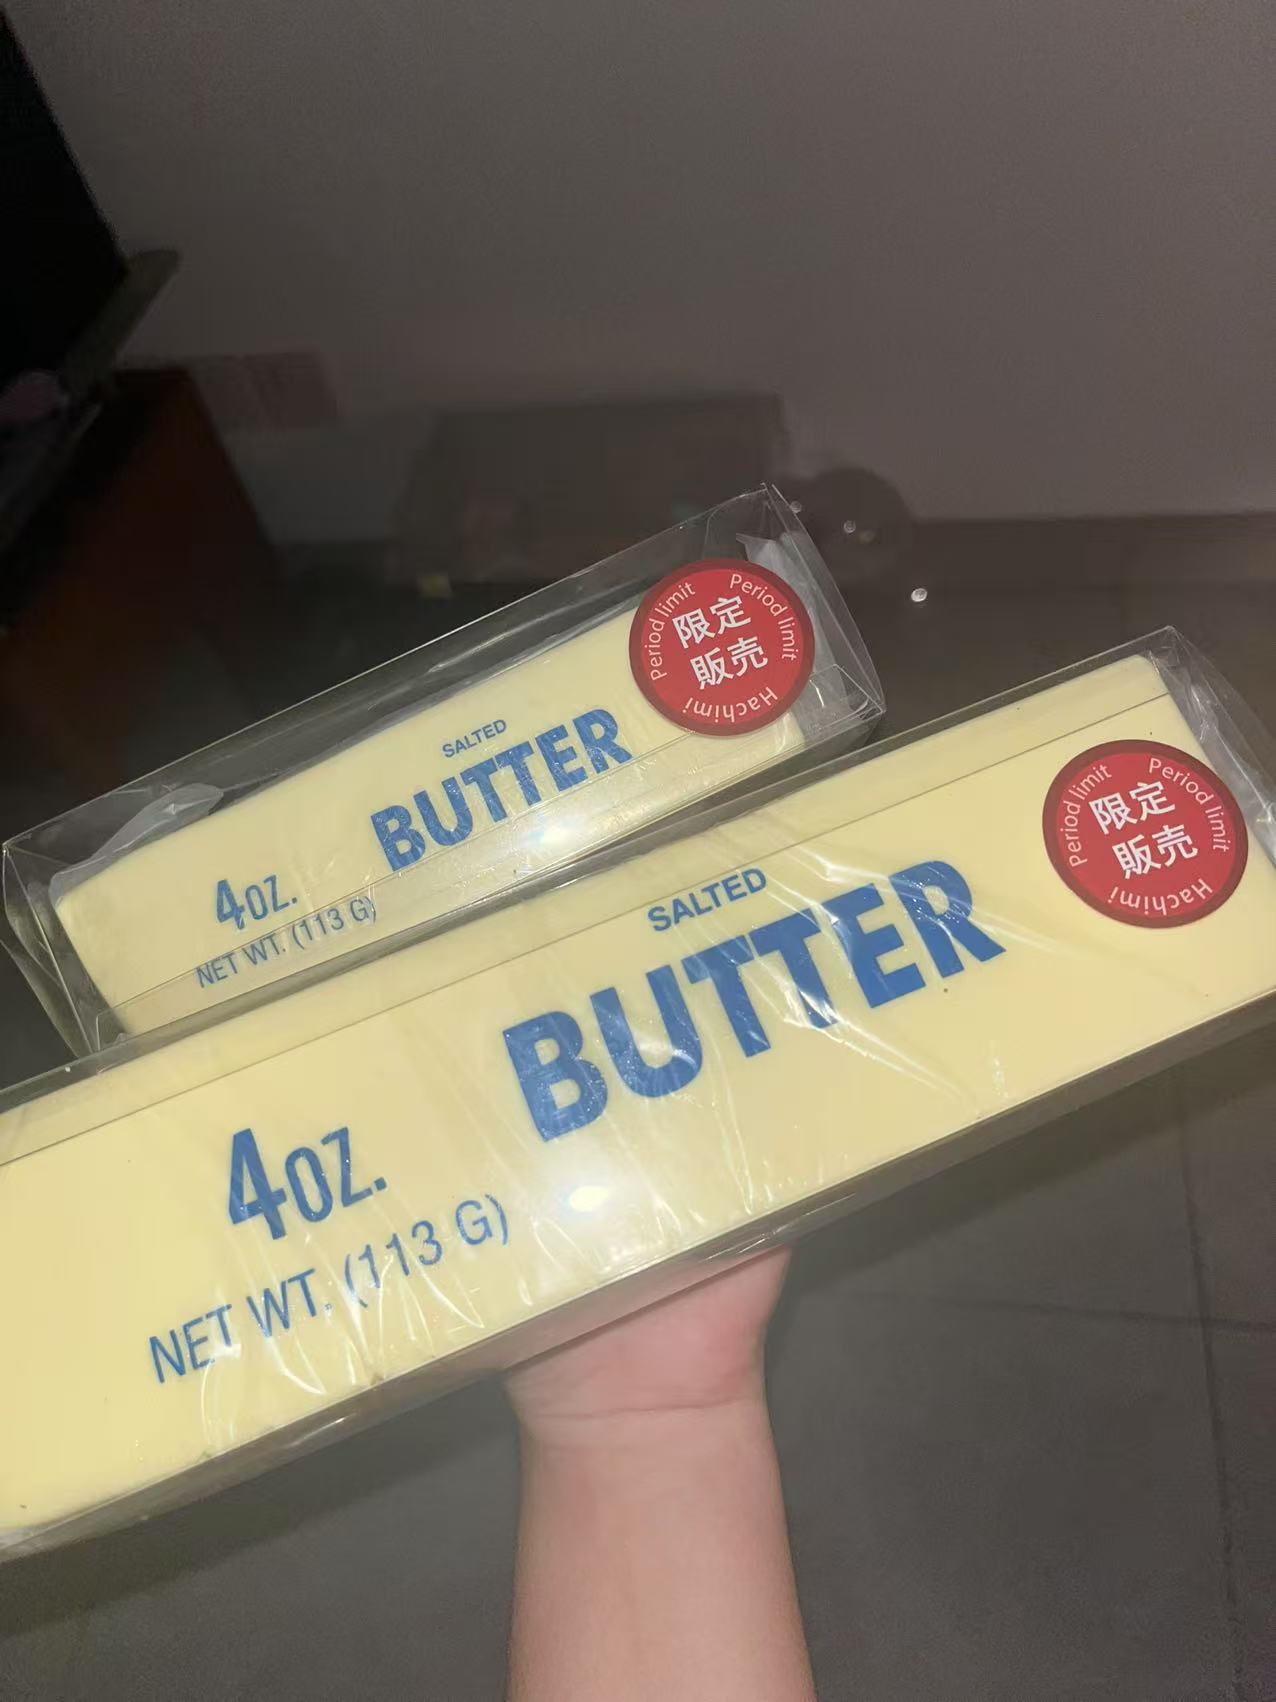 Period limit
Period limit
限定
販売
Hachimi
SALTED
BUTTER
4OZ.
NET WT. (113 G)
Period limit
Period limit
限定
販売
Hachimi
SALTED
BUTTER
4OZ.
NET WT. (113 G)